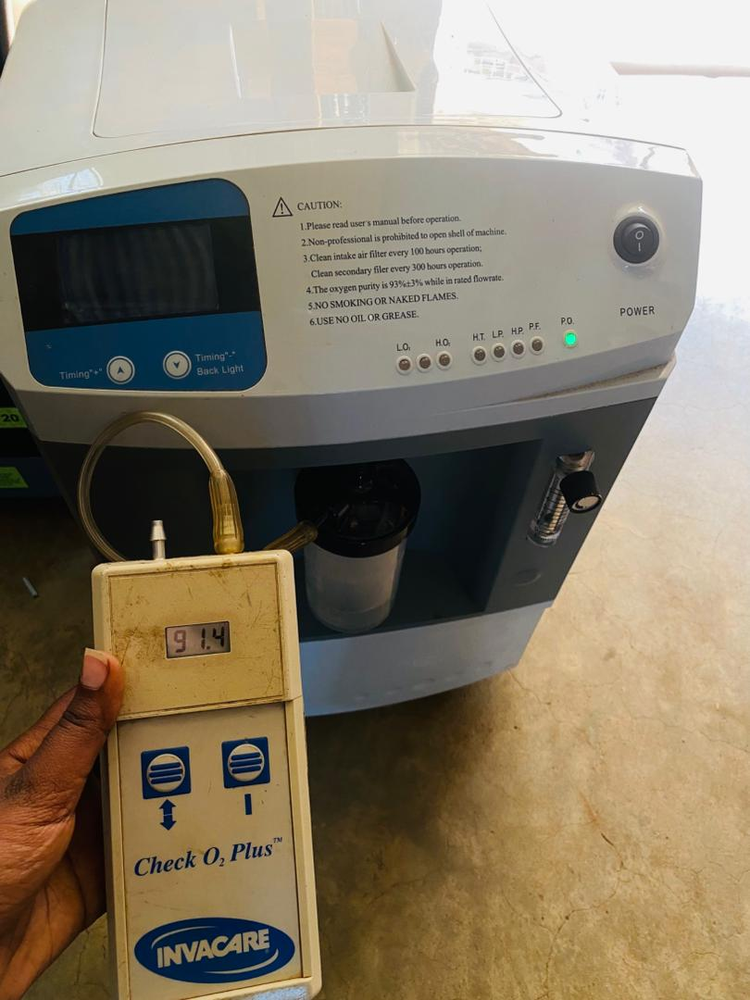 CAUTION:
1.Please read user's manual before operation.
2.Non-professional is prohibited to open shell of machine.
3.Clean intake air filter every 100 hours operation;
Clean secondary filer every 300 hours operation.
4.The oxygen purity is 93%±3% while in rated flowrate.
5.NO SMOKING OR NAKED FLAMES.
6.USE NO OIL OR GREASE.
O
I
POWER
L.O₂ H.O₂ H.T. L.P. H.P. P.F. P.O.
Timing"+"
Timing"-"
Back Light
20
91.4
Check O₂ Plus™
INVACARE®